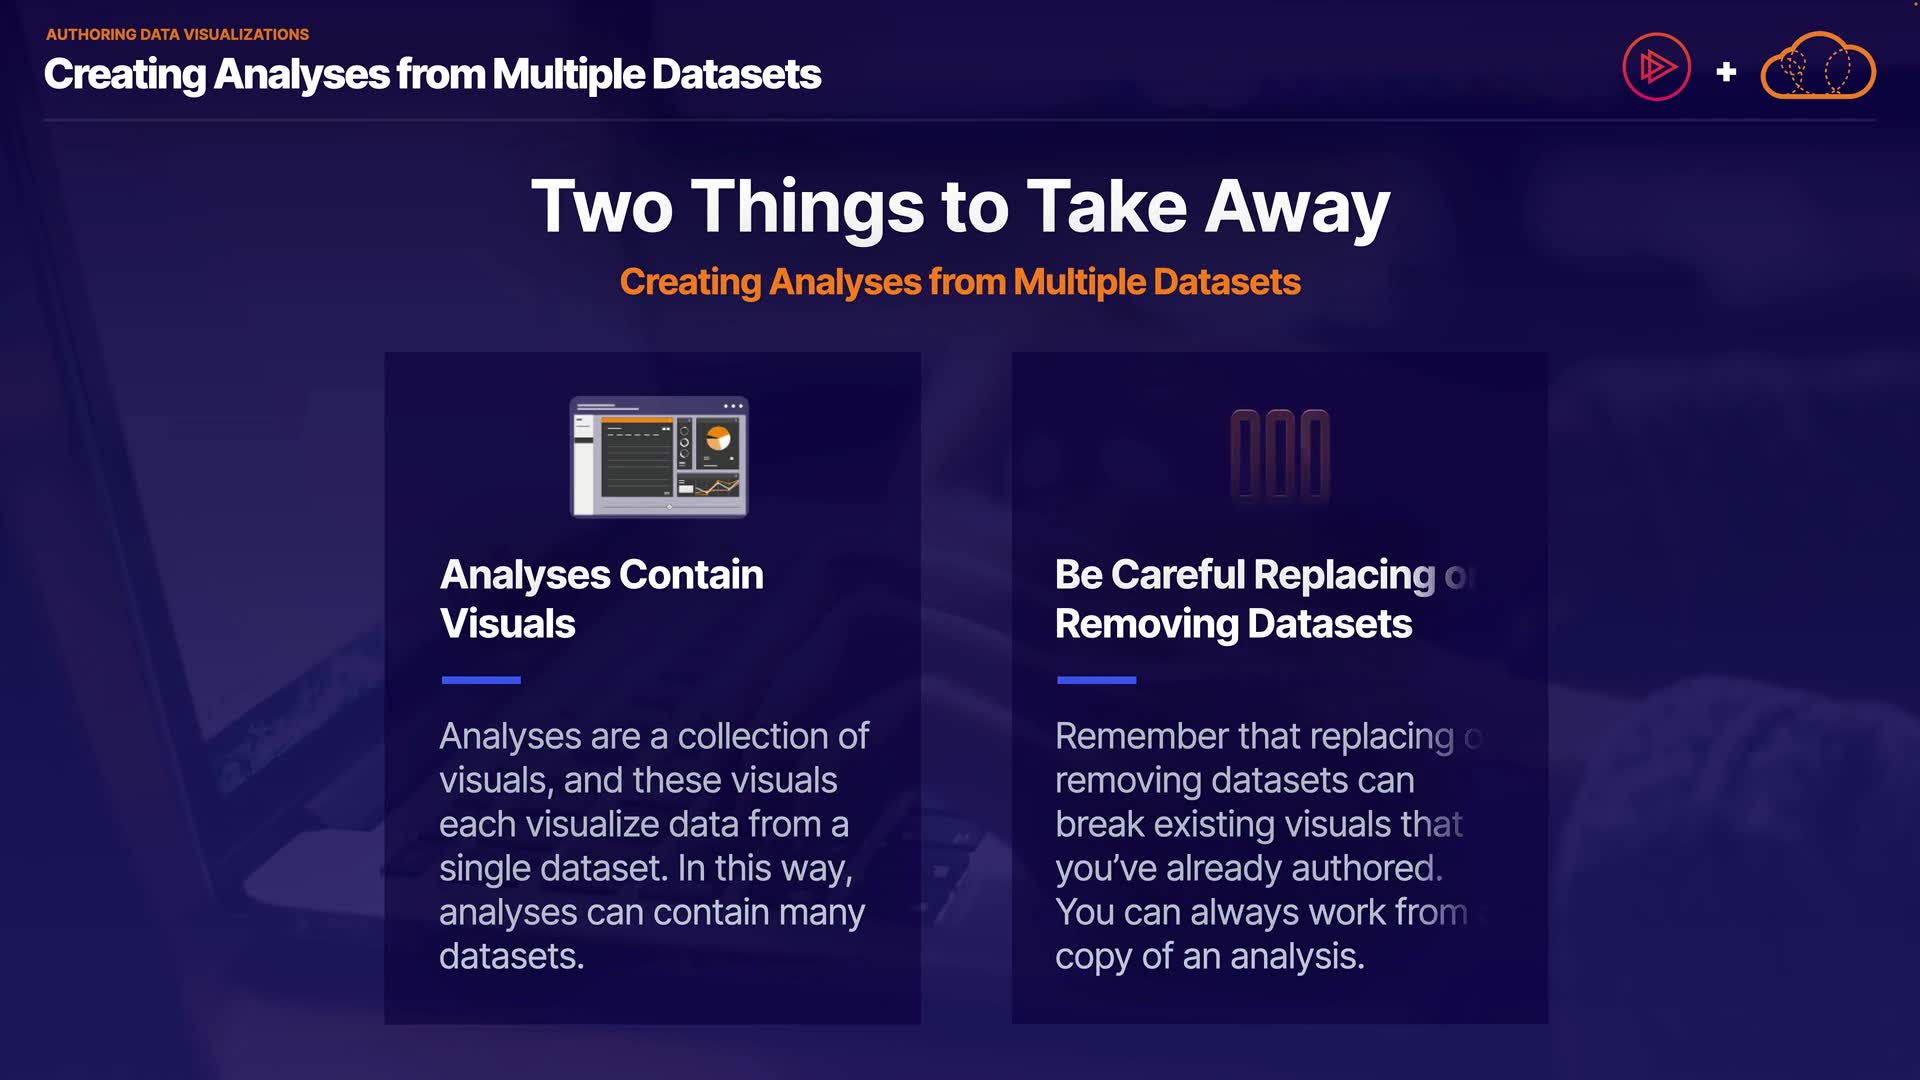 AUTHORING DATA VISUALIZATIONS
Creating Analyses from Multiple Datasets
Two Things to Take Away
Creating Analyses from Multiple Datasets
Analyses Contain
Visuals
Analyses are a collection of
visuals, and these visuals
each visualize data from a
single dataset. In this way,
analyses can contain many
datasets.
Be Careful Replacing or
Removing Datasets
Remember that replacing
removing datasets can
break existing visuals that
you’ve already authored.
You can always work from
copy of an analysis.